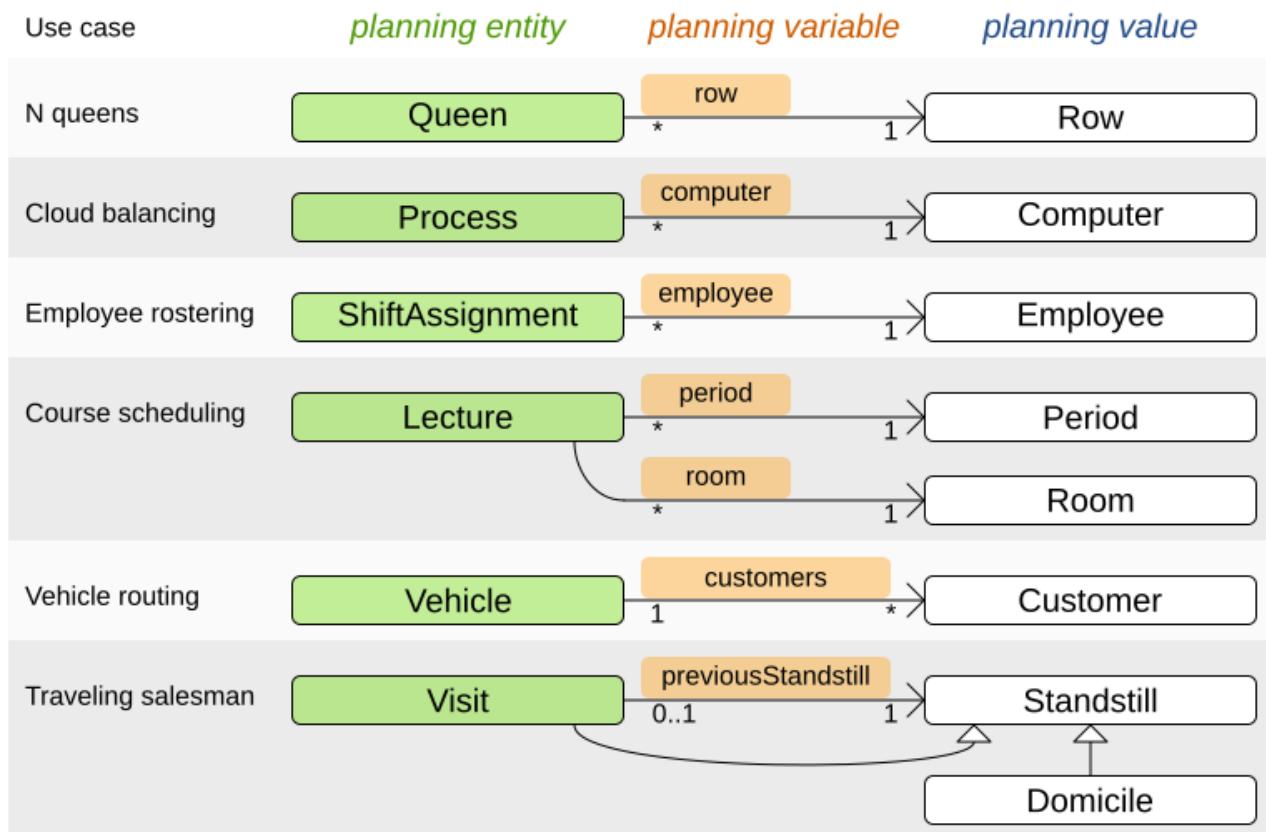 Use case planning entity planning variable planning value
N queens Queen row * 1 Row
Cloud balancing Process computer * 1 Computer
Employee rostering ShiftAssignment employee * 1 Employee
Course scheduling Lecture period * 1 Period
room * 1 Room
Vehicle routing Vehicle customers 1 * Customer
Traveling salesman Visit previousStandstill 0..1 1 Standstill
Domicile